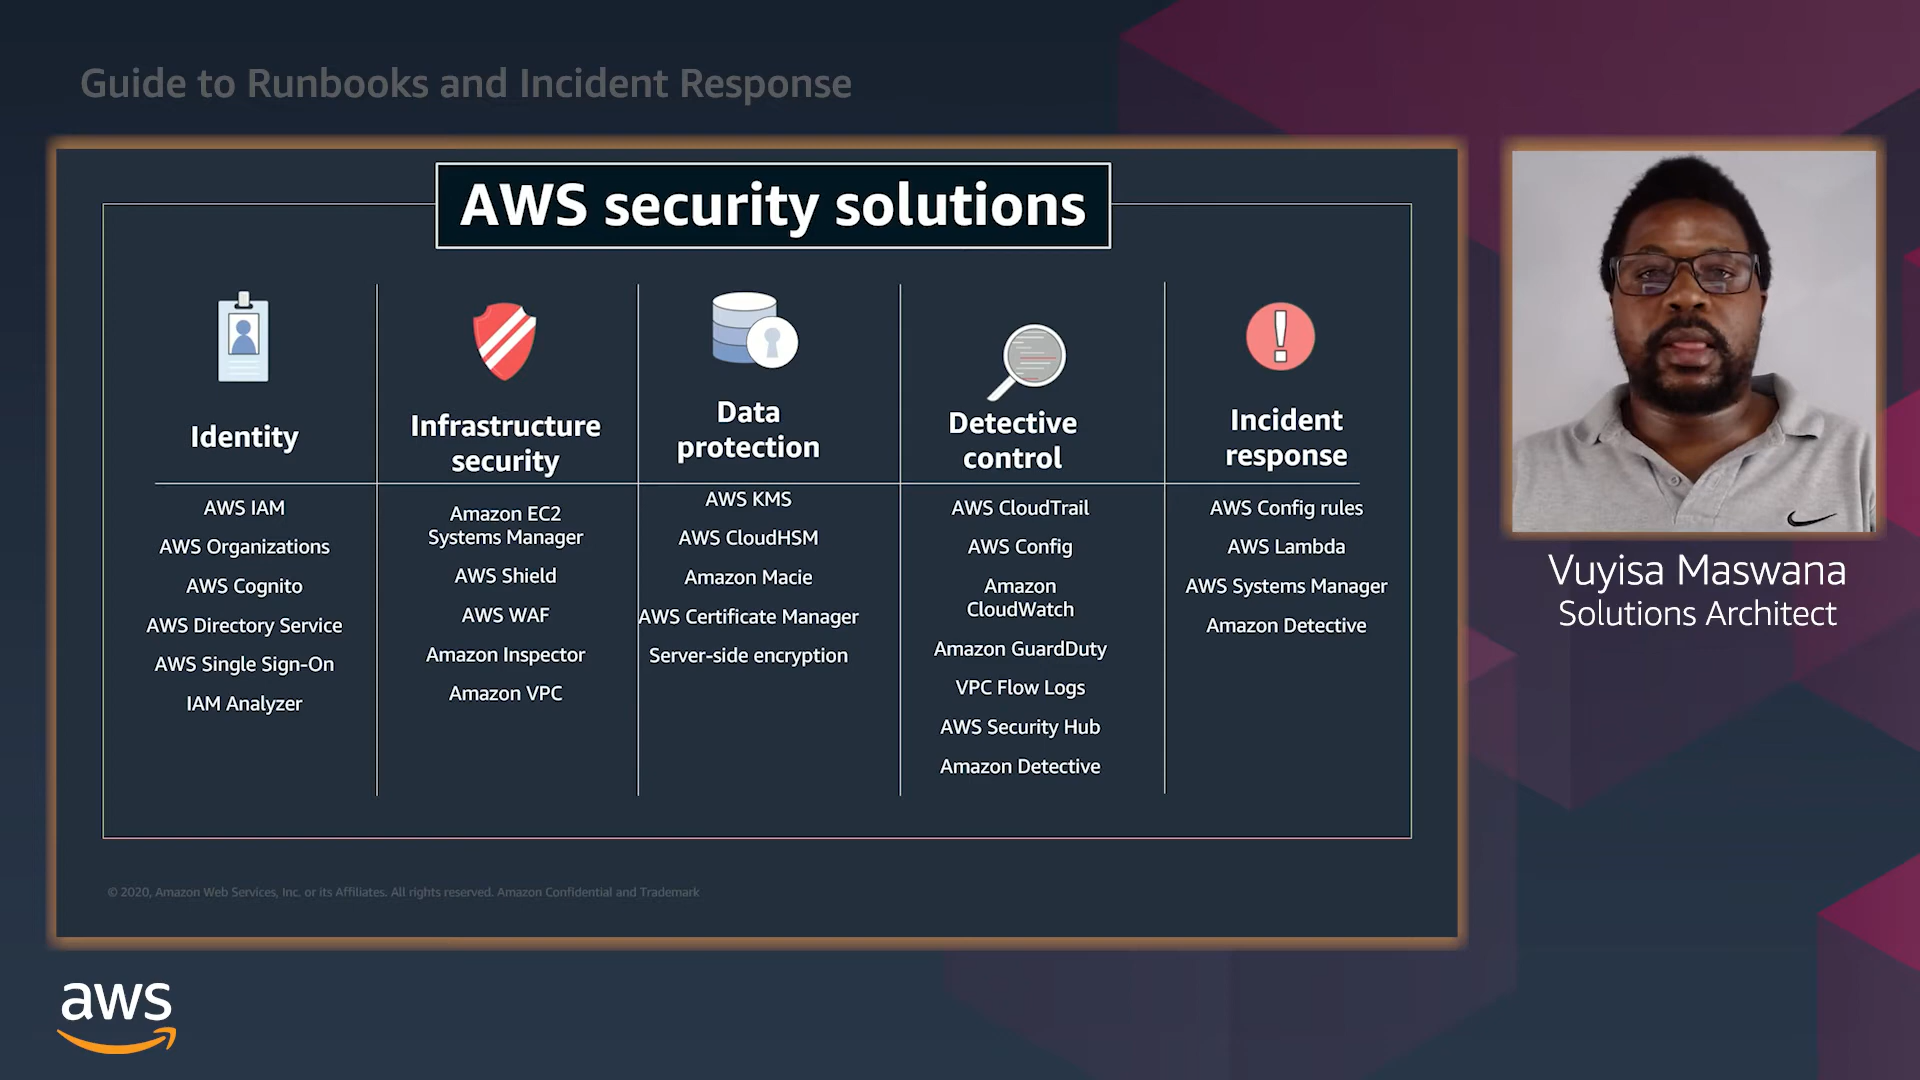 Guide to Runbooks and Incident Response
AWS security solutions
Identity
AWS IAM
AWS Organizations
AWS Cognito
AWS Directory Service
AWS Single Sign-On
IAM Analyzer
Infrastructure
security
Amazon EC2
Systems Manager
AWS Shield
AWS WAF
Amazon Inspector
Amazon VPC
Data
protection
AWS KMS
AWS CloudHSM
Amazon Macie
AWS Certificate Manager
Server-side encryption
Detective
control
AWS CloudTrail
AWS Config
Amazon
CloudWatch
Amazon GuardDuty
VPC Flow Logs
AWS Security Hub
Amazon Detective
Incident
response
AWS Config rules
AWS Lambda
AWS Systems Manager
Amazon Detective
© 2020, Amazon Web Services, Inc. or its Affiliates. All rights reserved. Amazon Confidential and Trademark
Vuyisa Maswana
Solutions Architect
aws